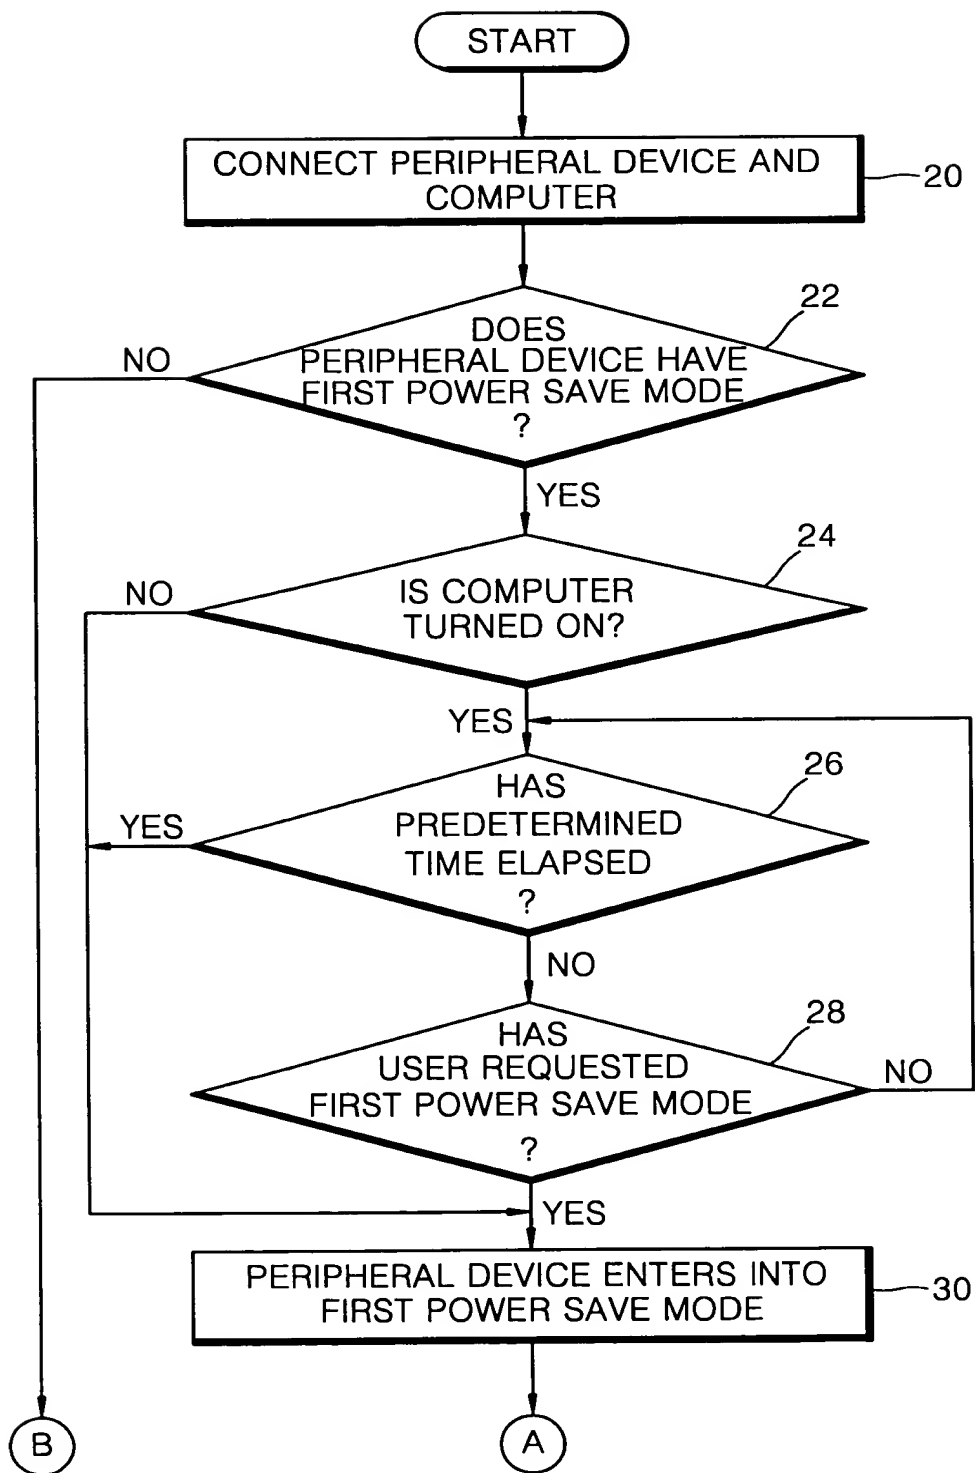 START
CONNECT PERIPHERAL DEVICE AND
COMPUTER
20
22
DOES
PERIPHERAL DEVICE HAVE
FIRST POWER SAVE MODE
?
NO
YES
24
IS COMPUTER
TURNED ON?
NO
YES
26
HAS
PREDETERMINED
TIME ELAPSED
?
YES
NO
28
HAS
USER REQUESTED
FIRST POWER SAVE MODE
?
NO
YES
PERIPHERAL DEVICE ENTERS INTO
FIRST POWER SAVE MODE
30
B
A